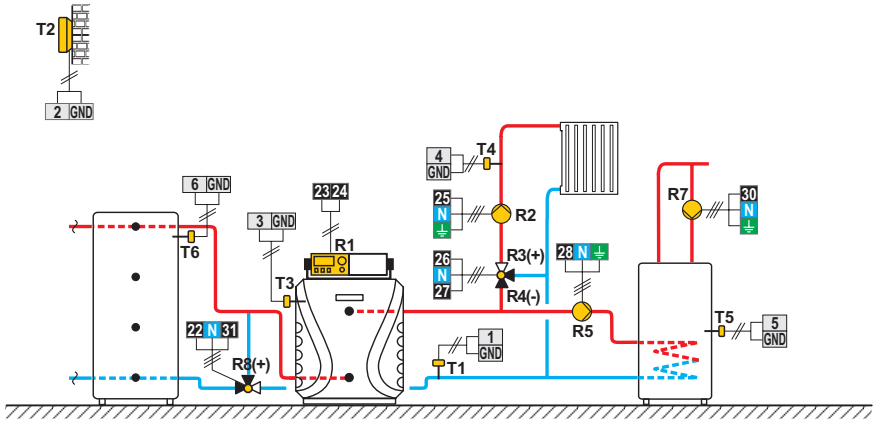 T2
2 GND
6 GND
T6
3 GND
23 24
R1
T3
22 N 31
R8(+)
4
GND
T4
25
N
R2
26
N
27
R3(+)
R4(-)
28 N
R5
1
GND
T1
R7
30
N
T5
5
GND